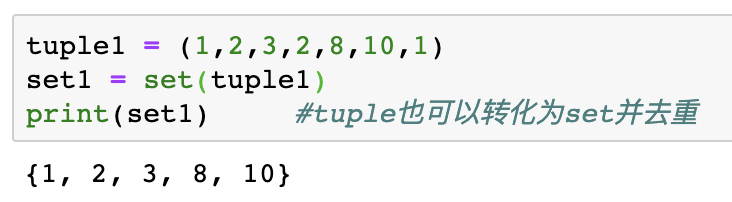 tuple1 = (1,2,3,2,8,10,1)
set1 = set(tuple1)
print(set1)     #tuple也可以转化为set并去重
{1, 2, 3, 8, 10}